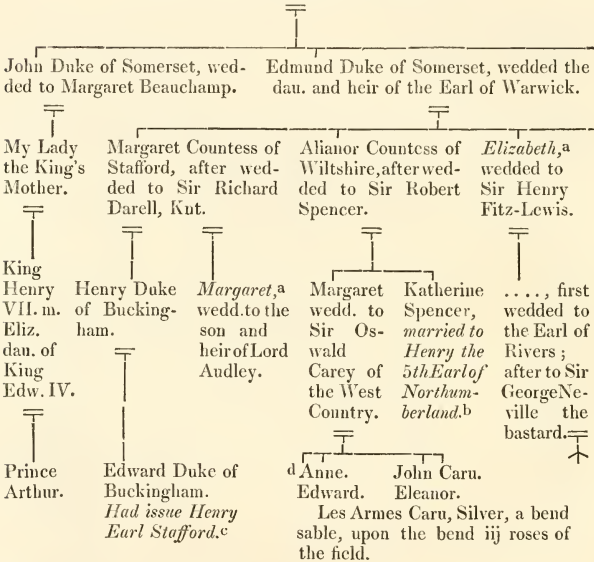 John Duke of Somerset, wed-
ded to Margaret Beauchamp.
Edmund Duke of Somerset, wedded the
dau. and heir of the Earl of Warwick.
My Lady
the King's
Mother.
Margaret Countess of
Stafford, after wed-
ded to Sir Richard
Darell, Knt.
Alianor Countess of
Wiltshire, after wed-
ded to Sir Robert
Spencer.
Elizabeth,a
wedded to
Sir Henry
Fitz-Lewis.
King
Henry
VII. m.
Eliz.
dau. of
King
Edw. IV.
Henry Duke
of Bucking-
ham.
Margaret,a
wedd. to the
son and
heir of Lord
Audley.
Margaret
wedd. to
Sir Os-
wald
Carey of
the West
Country.
Katherine
Spencer,
married to
Henry the
5th Earl of
Northum-
berland.b
...., first
wedded to
the Earl of
Rivers;
after to Sir
George Ne-
ville the
bastard.
Prince
Arthur.
Edward Duke of
Buckingham.
Had issue Henry
Earl Stafford.c
d Anne.
Edward.
John Caru.
Eleanor.
Les Armes Caru, Silver, a bend
sable, upon the bend iij roses of
the field.